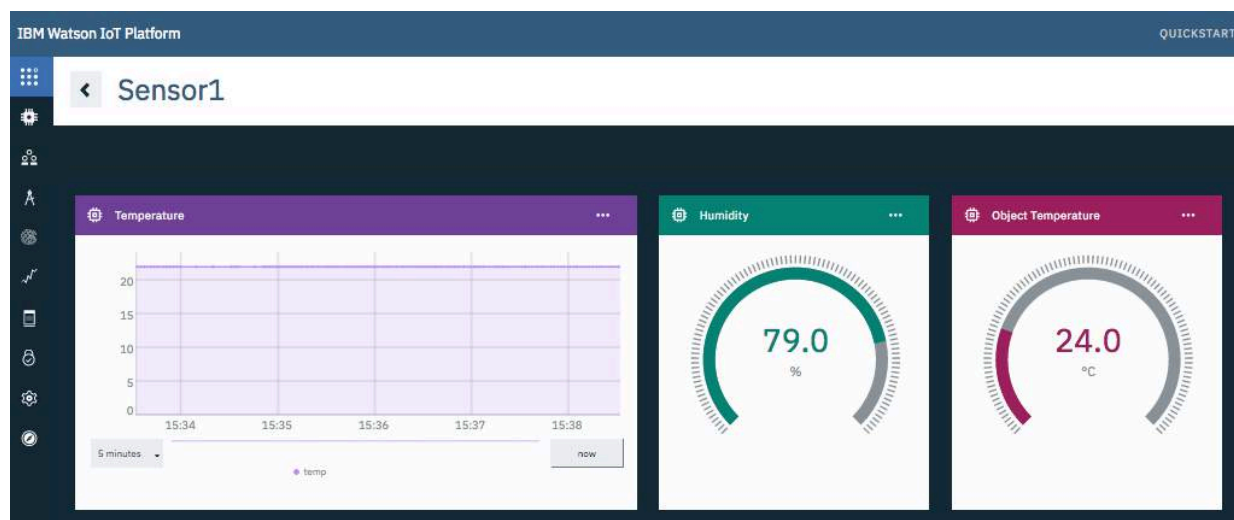 IBM Watson IoT Platform
QUICKSTART
Sensor1
Temperature
20
15
10
5
0
15:34 15:35 15:36 15:37 15:38
5 minutes
now
temp
Humidity
79.0
%
Object Temperature
24.0
°C